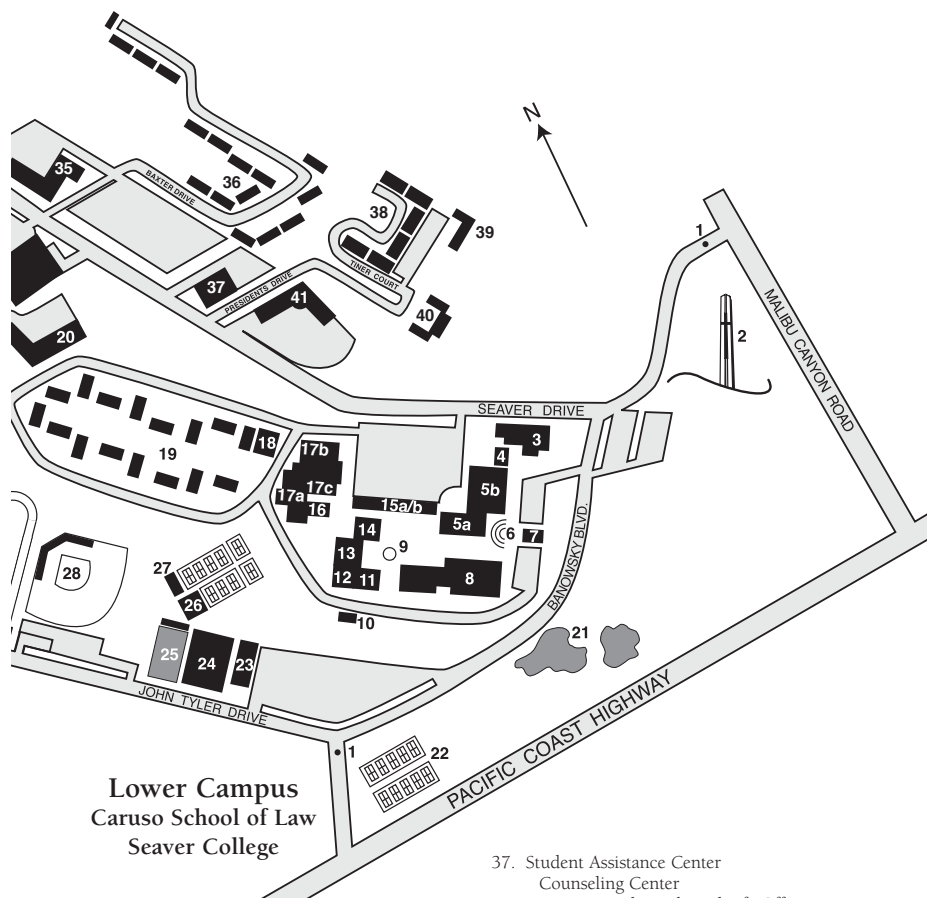 N
35
36
BAXTER DRIVE
38
39
1
37
PRESIDENTS DRIVE
41
TINER COURT
40
MALIBU CANYON ROAD
2
20
SEAVER DRIVE
3
18
17b
4
19
17c
5b
17a
16
15a/b
5a
6
7
14
9
13
12
11
8
BANOWSKY BLVD.
28
27
26
10
25
24
23
21
JOHN TYLER DRIVE
1
22
PACIFIC COAST HIGHWAY
Lower Campus
Caruso School of Law
Seaver College
37. Student Assistance Center
Counseling Center